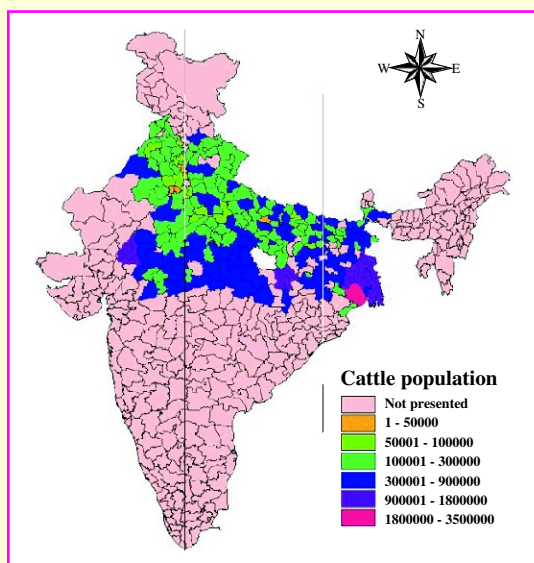 N
W E
S
Cattle population
Not presented
1 - 50000
50001 - 100000
100001 - 300000
300001 - 900000
900001 - 1800000
1800000 - 3500000